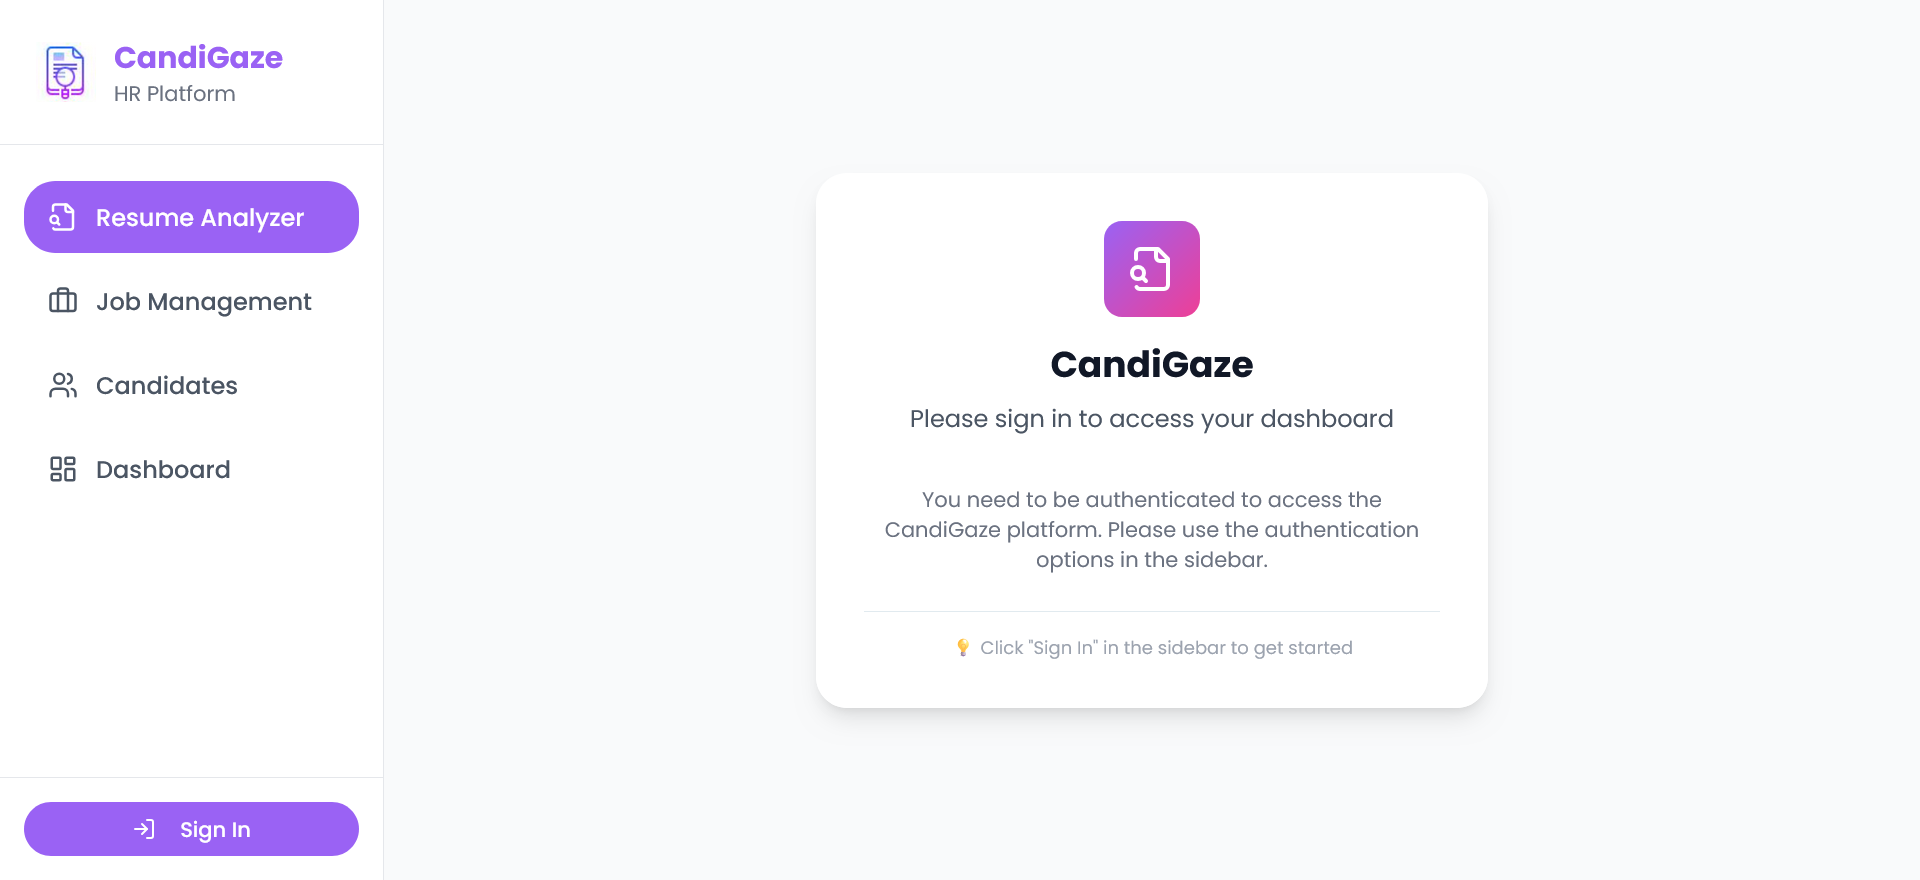 CandiGaze
HR Platform
Resume Analyzer
Job Management
Candidates
Dashboard
Sign In
CandiGaze
Please sign in to access your dashboard
You need to be authenticated to access the
CandiGaze platform. Please use the authentication
options in the sidebar.
💡 Click "Sign In" in the sidebar to get started